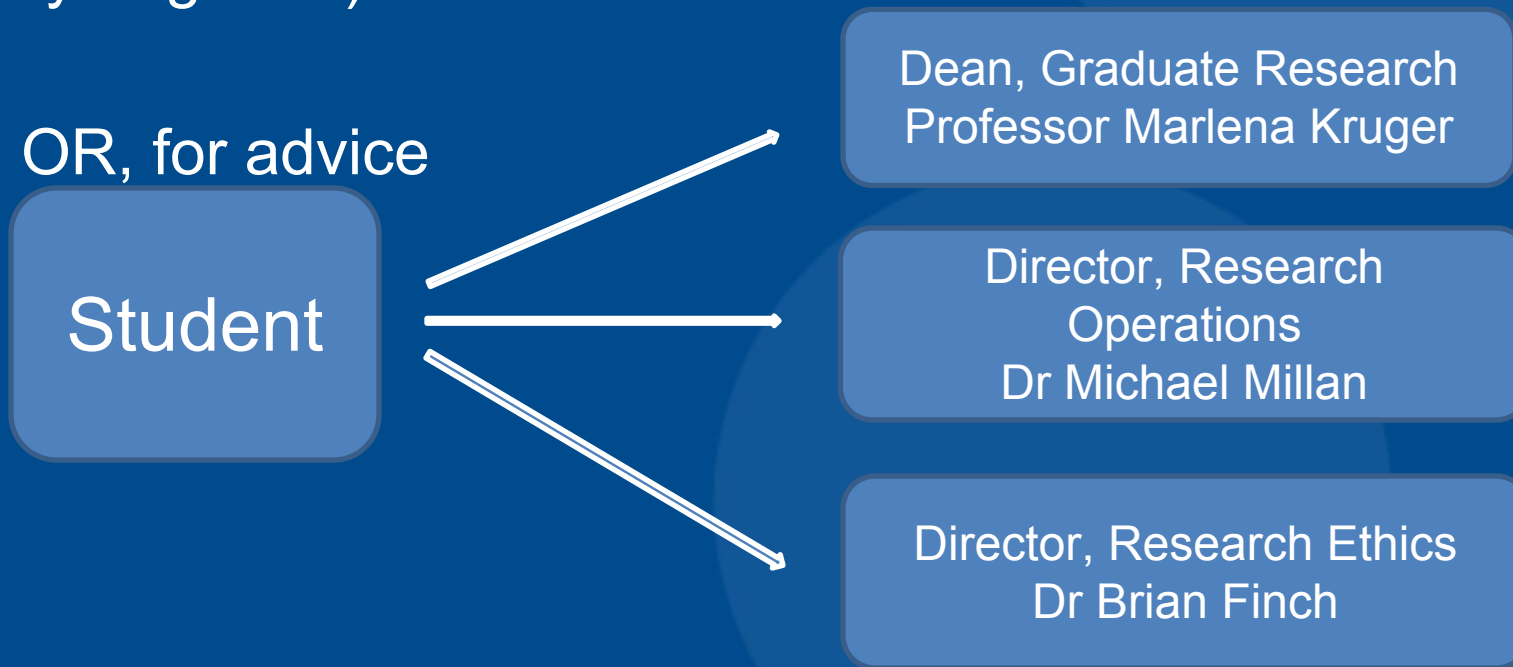 OR, for advice
Student
Dean, Graduate Research
Professor Marlena Kruger
Director, Research
Operations
Dr Michael Millan
Director, Research Ethics
Dr Brian Finch